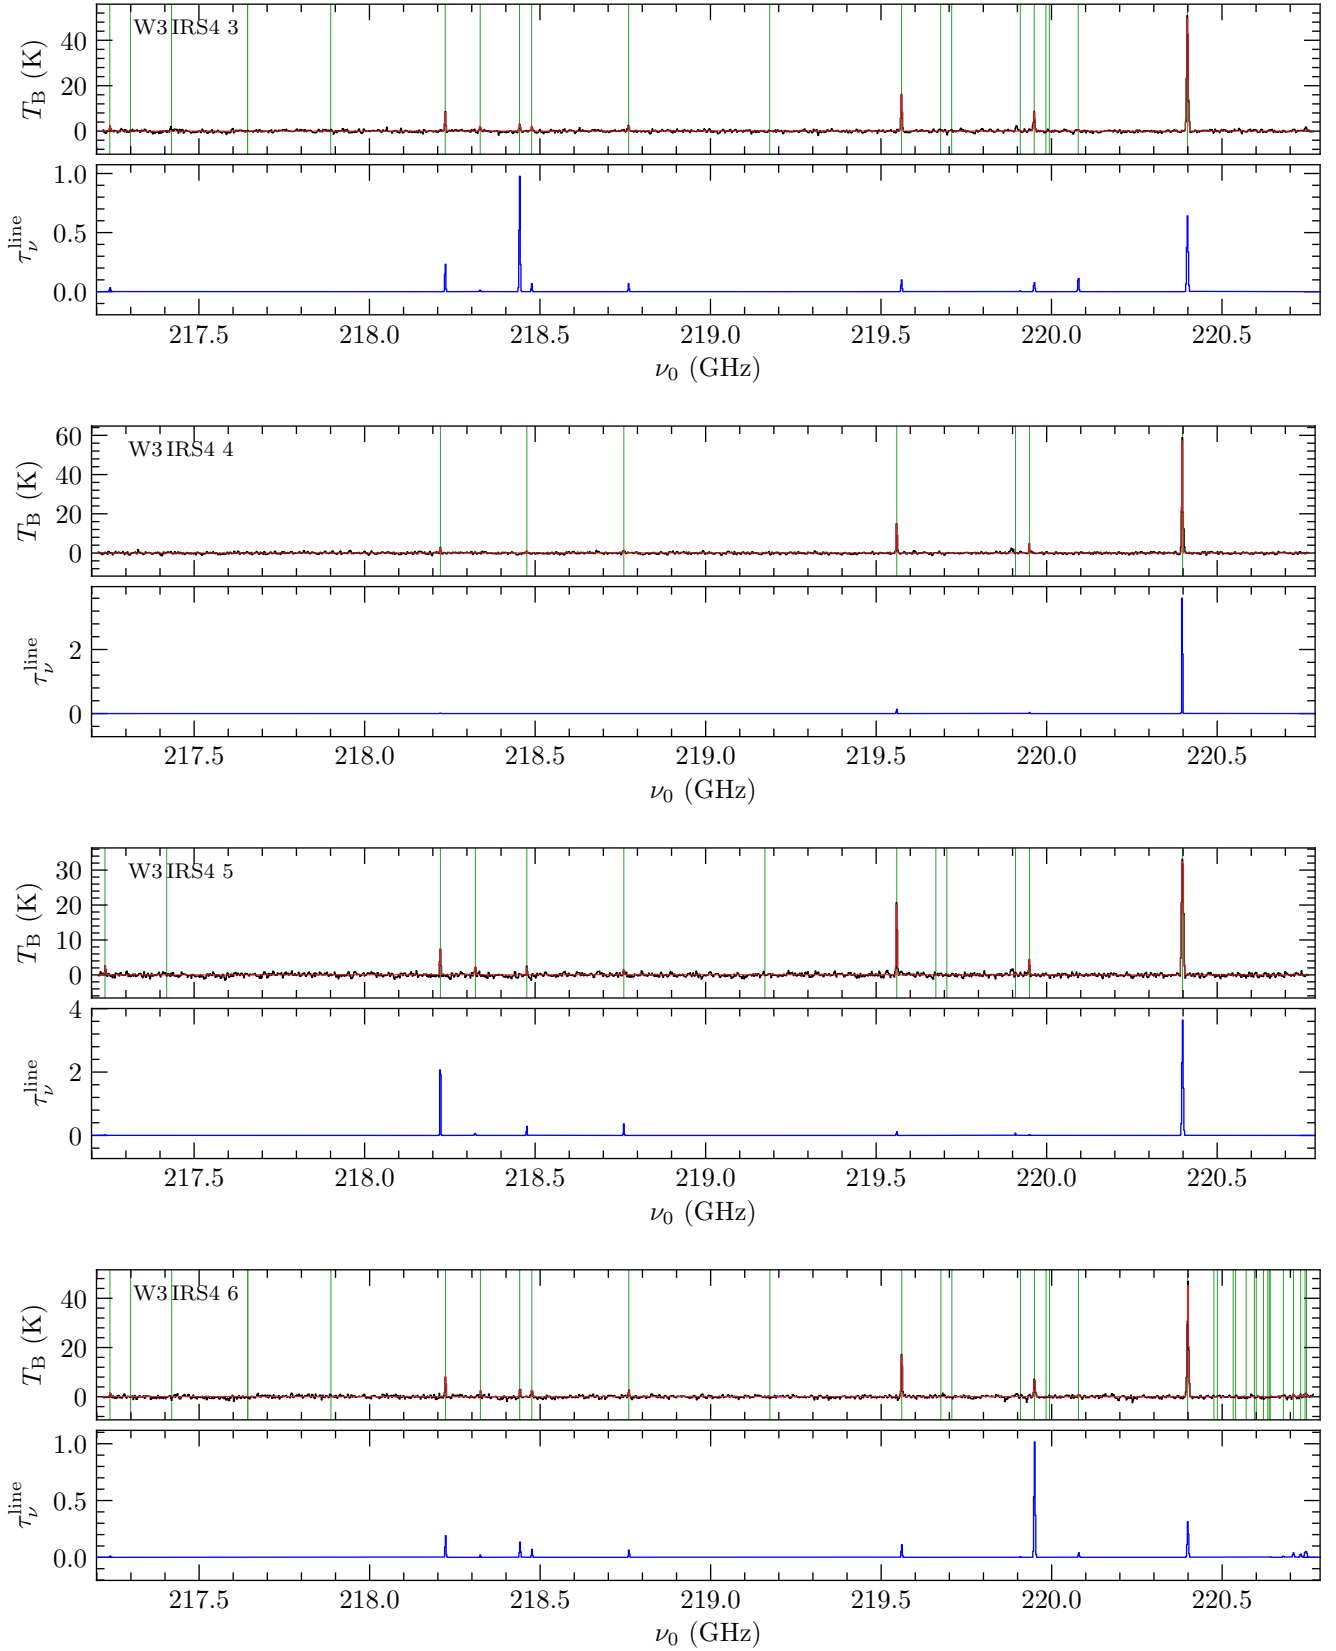 W3 IRS4 3
T_B (K)
40
20
0
τ_ν^line
1.0
0.5
0.0
217.5 218.0 218.5 219.0 219.5 220.0 220.5
ν_0 (GHz)
W3 IRS4 4
T_B (K)
60
40
20
0
τ_ν^line
2
0
217.5 218.0 218.5 219.0 219.5 220.0 220.5
ν_0 (GHz)
W3 IRS4 5
T_B (K)
30
20
10
0
τ_ν^line
4
2
0
217.5 218.0 218.5 219.0 219.5 220.0 220.5
ν_0 (GHz)
W3 IRS4 6
T_B (K)
40
20
0
τ_ν^line
1.0
0.5
0.0
217.5 218.0 218.5 219.0 219.5 220.0 220.5
ν_0 (GHz)